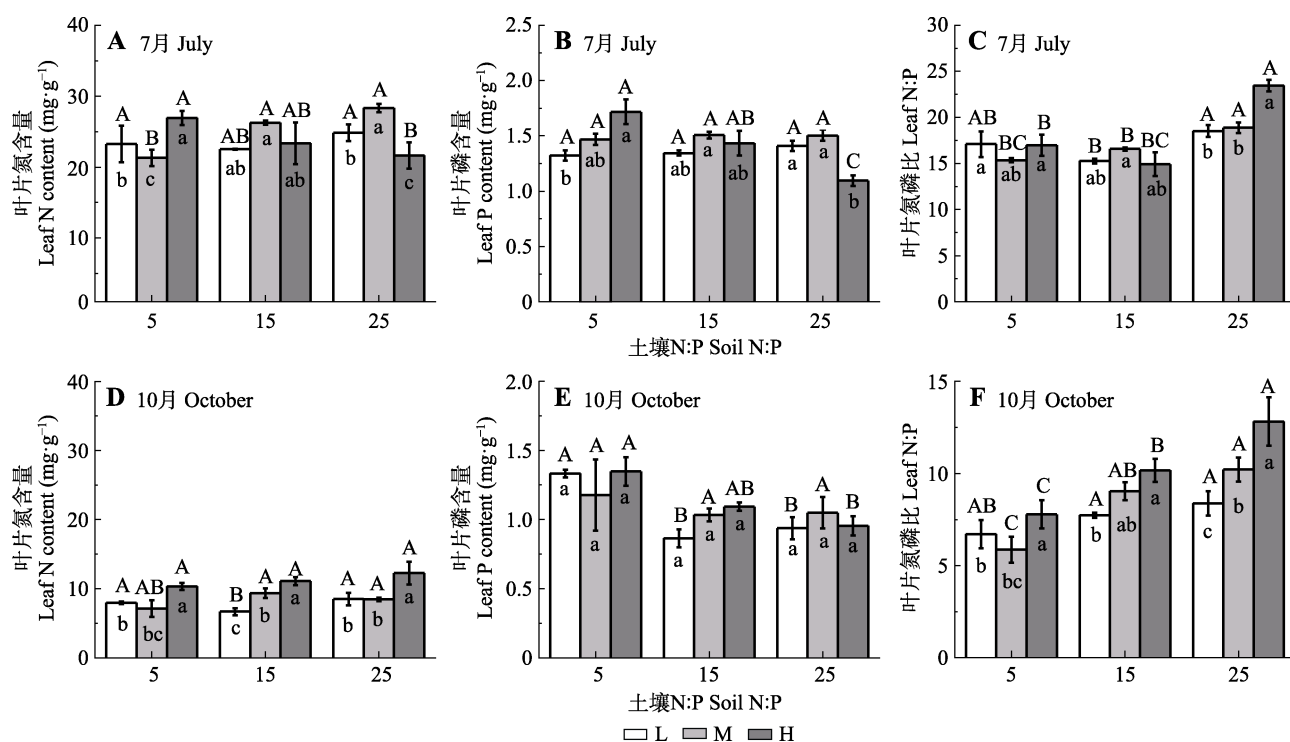 A 7月 July
叶片氮含量
Leaf N content (mg·g⁻¹)
40
30
20
10
0
A
B
A
b
c
a
AB
A
AB
ab
a
ab
A
A
B
a
a
c
5
15
25
B 7月 July
叶片磷含量
Leaf P content (mg·g⁻¹)
2.5
2.0
1.5
1.0
0.5
0
A
A
A
b
ab
a
A
A
AB
ab
a
ab
A
A
C
a
a
b
5
15
25
土壤N:P Soil N:P
C 7月 July
叶片氮磷比 Leaf N:P
30
25
20
15
10
5
0
AB
BC
B
a
ab
a
B
B
BC
ab
a
ab
A
A
A
b
b
a
5
15
25
D 10月 October
叶片氮含量
Leaf N content (mg·g⁻¹)
40
30
20
10
0
A
AB
A
b
bc
a
B
A
A
c
b
a
A
A
A
b
b
a
5
15
25
E 10月 October
叶片磷含量
Leaf P content (mg·g⁻¹)
2.0
1.5
1.0
0.5
0
A
A
A
a
a
a
B
A
AB
a
a
a
B
A
B
a
a
a
5
15
25
土壤N:P Soil N:P
F 10月 October
叶片氮磷比 Leaf N:P
15
10
5
0
AB
C
C
b
bc
a
A
AB
B
b
ab
a
A
A
A
c
b
a
5
15
25
L M H